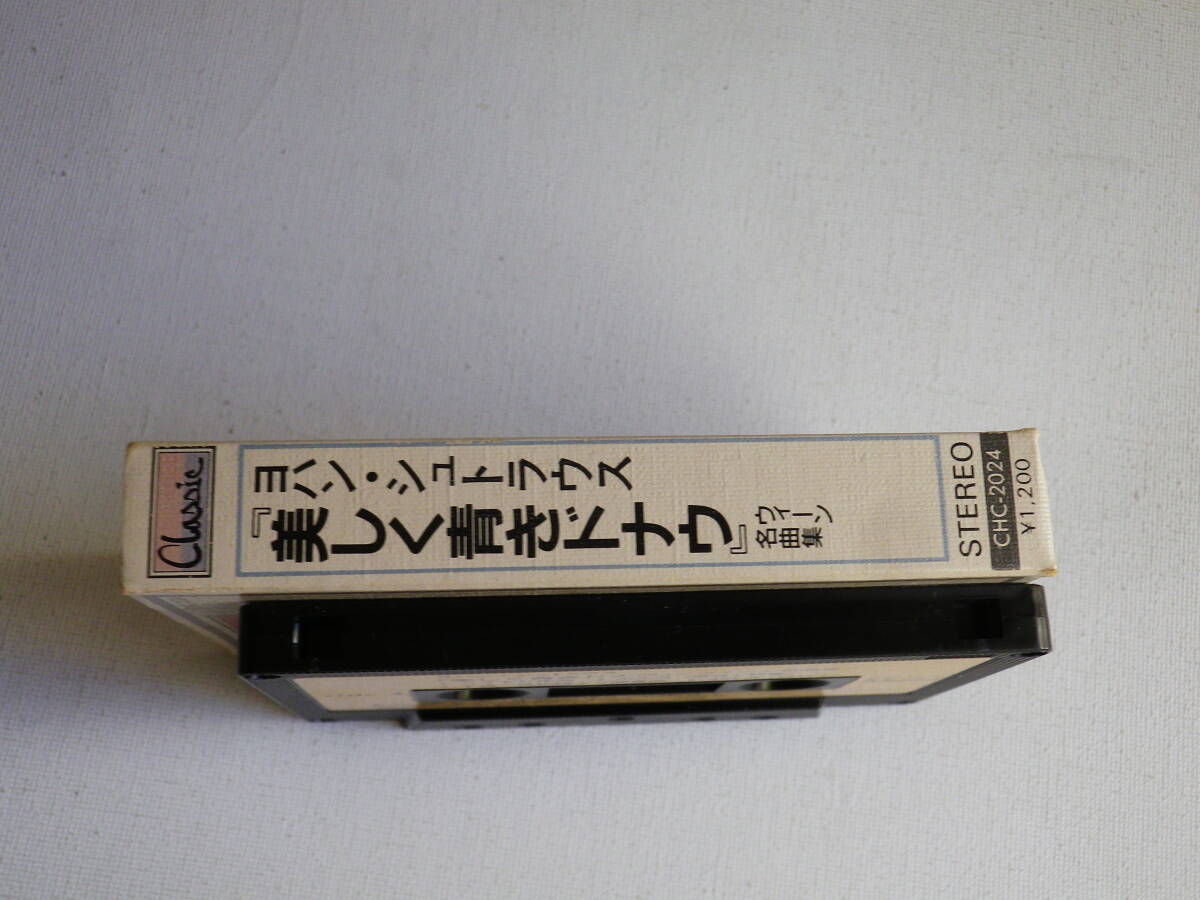 Classic
ヨハン・シュトラウス
『美しく青きドナウ』
ウィーン
名曲集
STEREO
CHC-2024
¥1,200